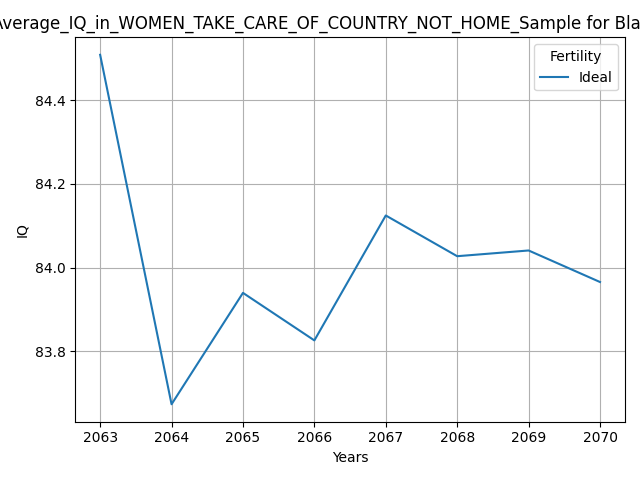 Average_IQ_in_WOMEN_TAKE_CARE_OF_COUNTRY_NOT_HOME_Sample for Bla
Fertility
Ideal
84.4
84.2
84.0
83.8
IQ
2063 2064 2065 2066 2067 2068 2069 2070
Years